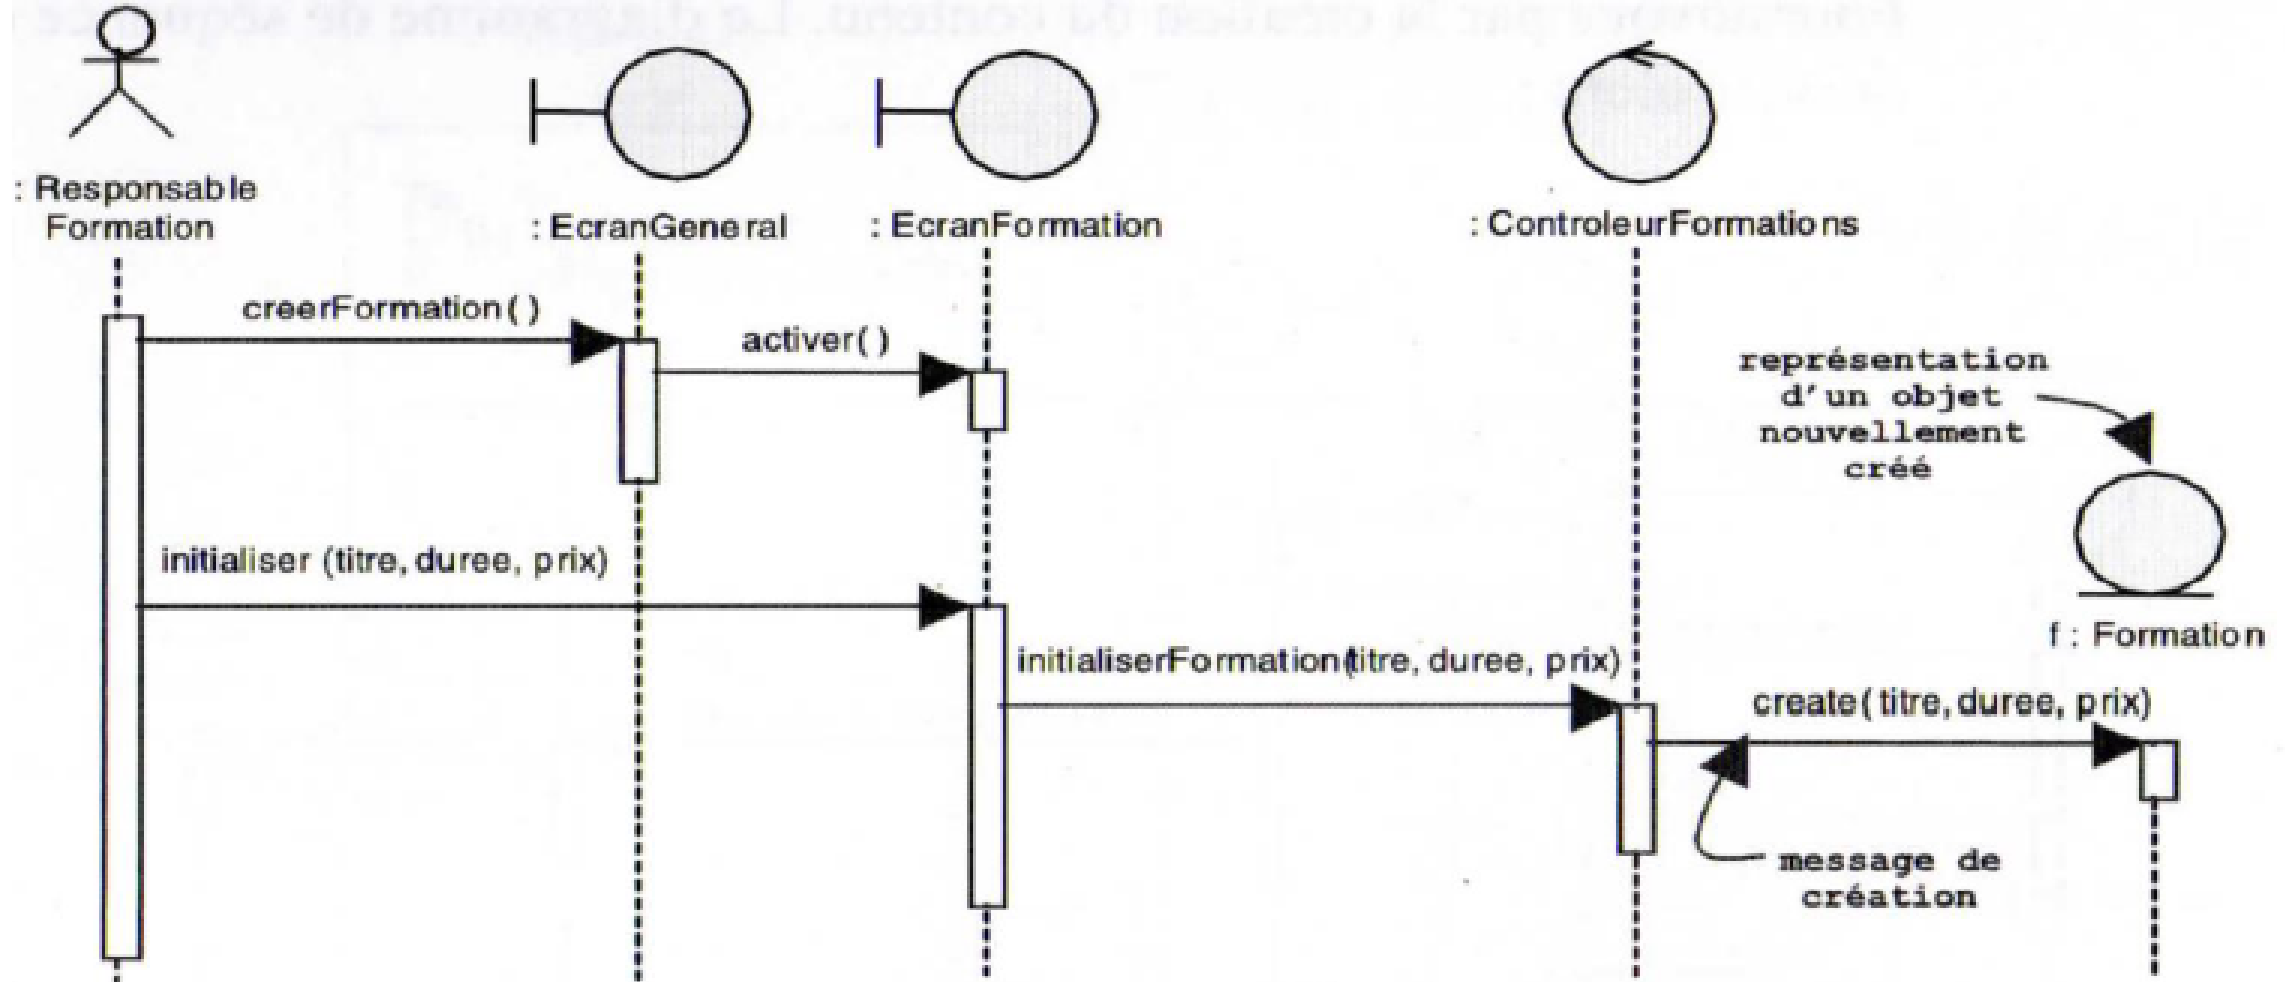 : Responsable
Formation
: EcranGeneral
: EcranFormation
: ControleurFormations
creerFormation( )
activer( )
représentation
d'un objet
nouvellement
créé
initialiser (titre, duree, prix)
f : Formation
initialiserFormation(titre, duree, prix)
create( titre, duree, prix)
message de
création